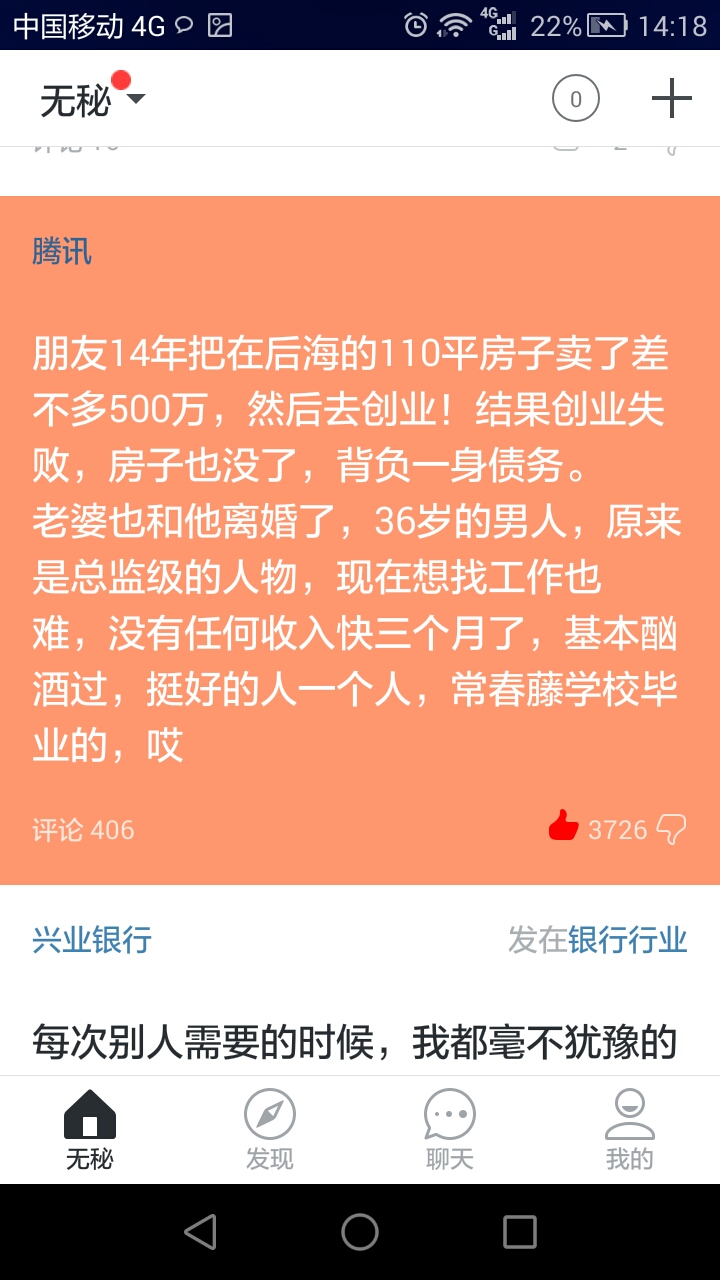 中国移动 4G 4G G 22% 14:18
无秘 0
腾讯
朋友14年把在后海的110平房子卖了差
不多500万，然后去创业！结果创业失
败，房子也没了，背负一身债务。
老婆也和他离婚了，36岁的男人，原来
是总监级的人物，现在想找工作也
难，没有任何收入快三个月了，基本酗
酒过，挺好的人一个人，常春藤学校毕
业的，哎
评论 406 3726
兴业银行 发在银行行业
每次别人需要的时候，我都毫不犹豫的
无秘 发现 聊天 我的